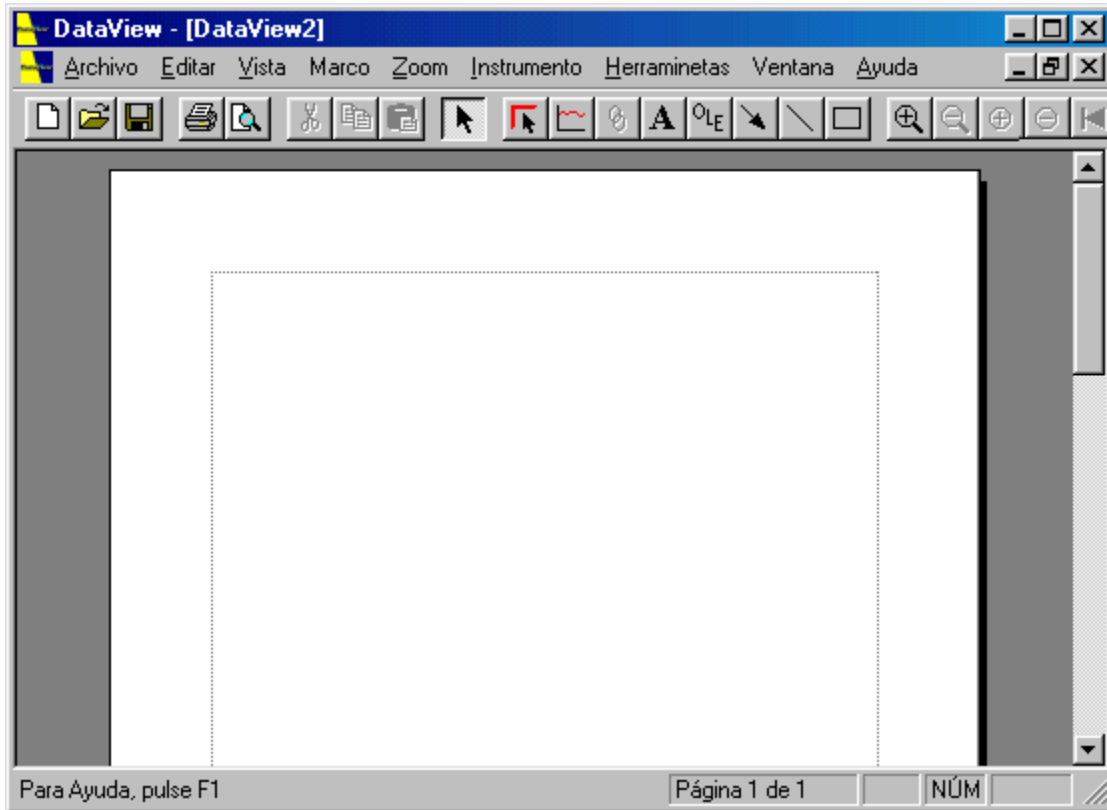 DataView - [DataView2]
Archivo Editar Vista Marco Zoom Instrumento Herraminetas Ventana Ayuda
A OLE
Para Ayuda, pulse F1 Página 1 de 1 NÚM